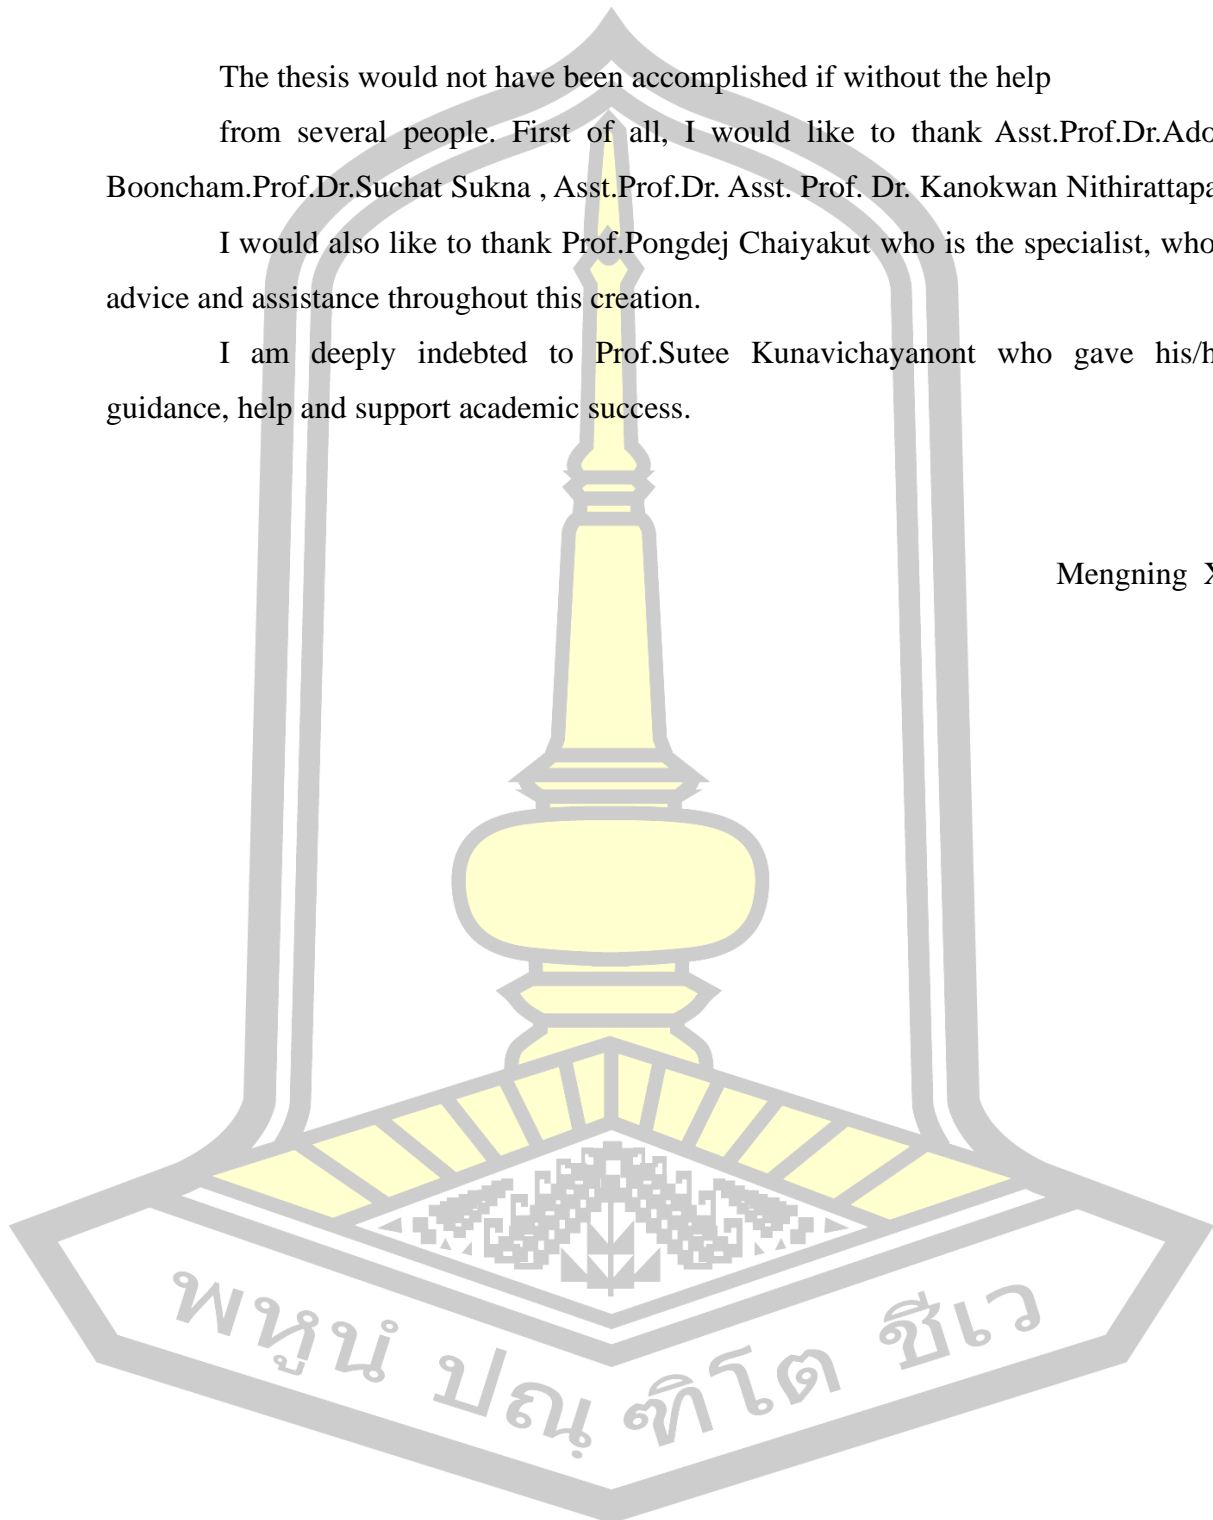 The thesis would not have been accomplished if without the help
from several people. First of all, I would like to thank Asst.Prof.Dr.Ado
Booncham.Prof.Dr.Suchat Sukna , Asst.Prof.Dr. Asst. Prof. Dr. Kanokwan Nithirattapa
I would also like to thank Prof.Pongdej Chaiyakut who is the specialist, who
advice and assistance throughout this creation.
I am deeply indebted to Prof.Sutee Kunavichayanont who gave his/h
guidance, help and support academic success.
Mengning X
พหูนํ ปณฺ ฑิโต ชีเว